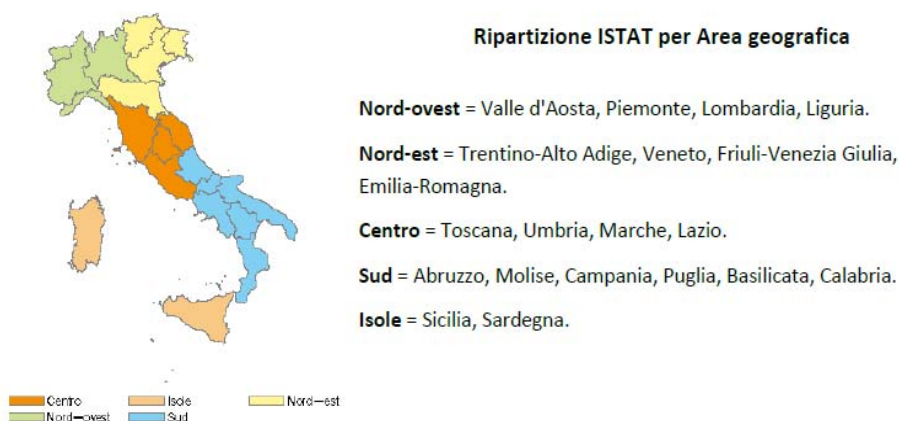 Ripartizione ISTAT per Area geografica
Nord-ovest = Valle d'Aosta, Piemonte, Lombardia, Liguria.
Nord-est = Trentino-Alto Adige, Veneto, Friuli-Venezia Giulia,
Emilia-Romagna.
Centro = Toscana, Umbria, Marche, Lazio.
Sud = Abruzzo, Molise, Campania, Puglia, Basilicata, Calabria.
Isole = Sicilia, Sardegna.
Centro Isole Nord-est
Nord-ovest Sud